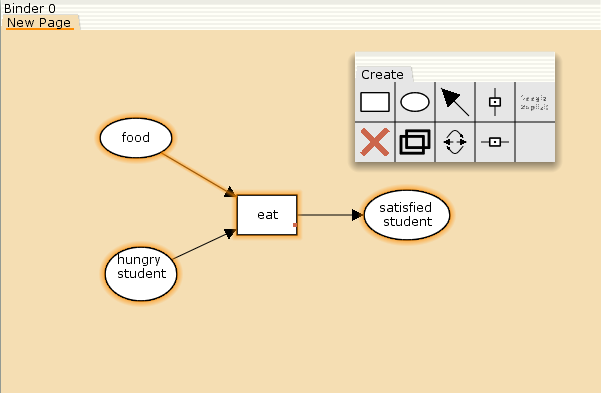 Binder 0
New Page
Create
food
eat
satisfied
student
hungry
student